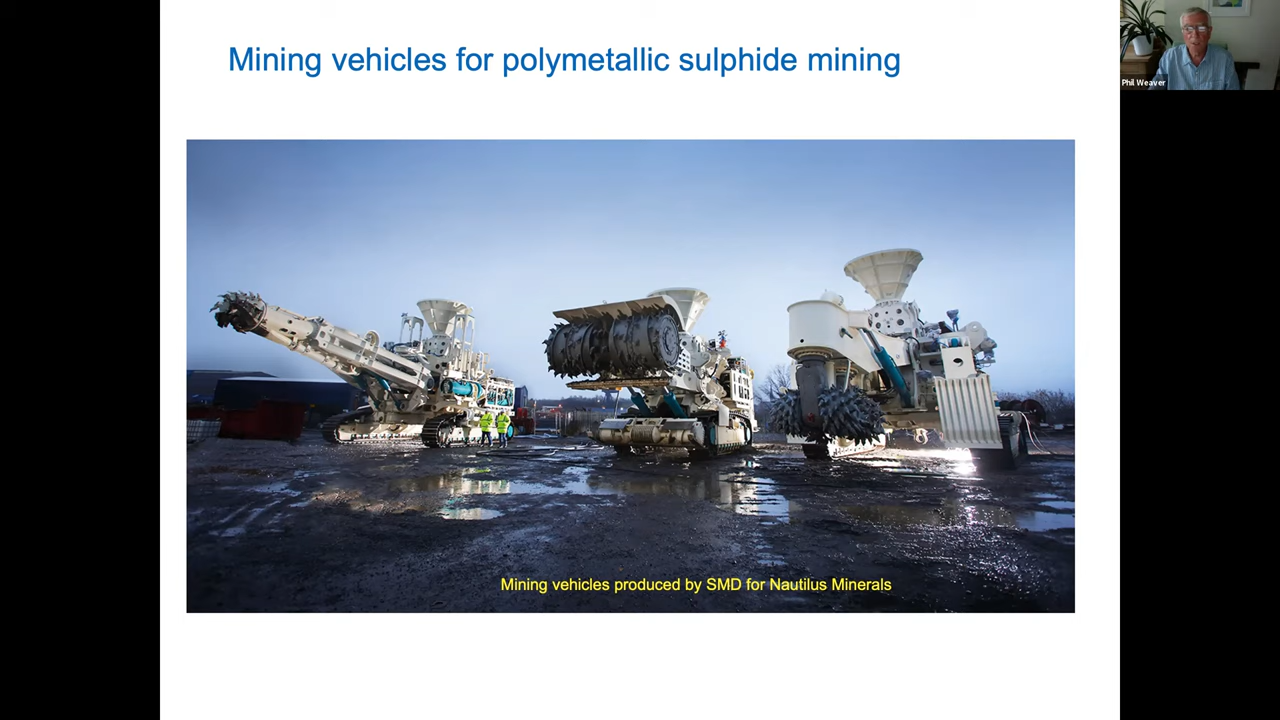 Mining vehicles for polymetallic sulphide mining
Phil Weaver
Mining vehicles produced by SMD for Nautilus Minerals